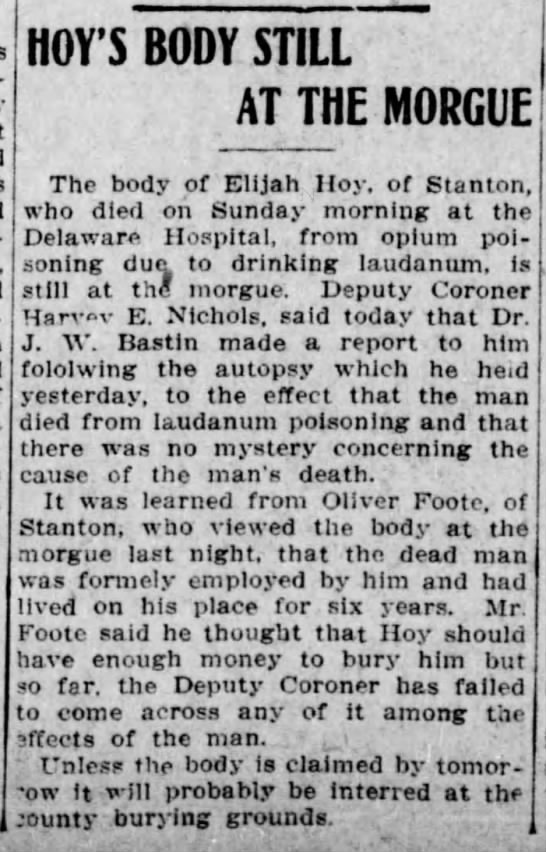 HOY'S BODY STILL
AT THE MORGUE
The body of Elijah Hoy, of Stanton,
who died on Sunday morning at the
Delaware Hospital, from opium poi-
soning due to drinking laudanum, is
still at the morgue. Deputy Coroner
Harvey E. Nichols, said today that Dr.
J. W. Bastin made a report to him
fololwing the autopsy which he held
yesterday, to the effect that the man
died from laudanum poisoning and that
there was no mystery concerning the
cause of the man's death.
It was learned from Oliver Foote, of
Stanton, who viewed the body at the
morgue last night, that the dead man
was formely employed by him and had
lived on his place for six years. Mr.
Foote said he thought that Hoy should
have enough money to bury him but
so far, the Deputy Coroner has failed
to come across any of it among the
effects of the man.
Unless the body is claimed by tomor-
row it will probably be interred at the
county burying grounds.